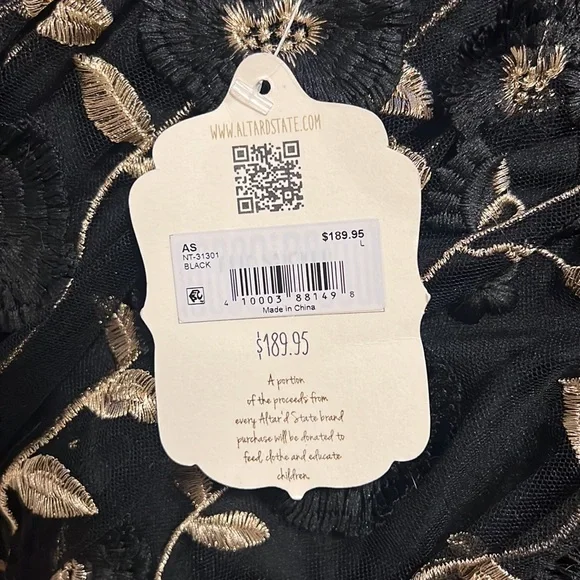 WWW.ALTARDSTATE.COM
AS $189.95
NT-31301 L
BLACK
4 10003 88149 8
Made in China
$189.95
A portion
of the proceeds from
every Altar'd State brand
purchase will be donated to
feed, clothe and educate
children.